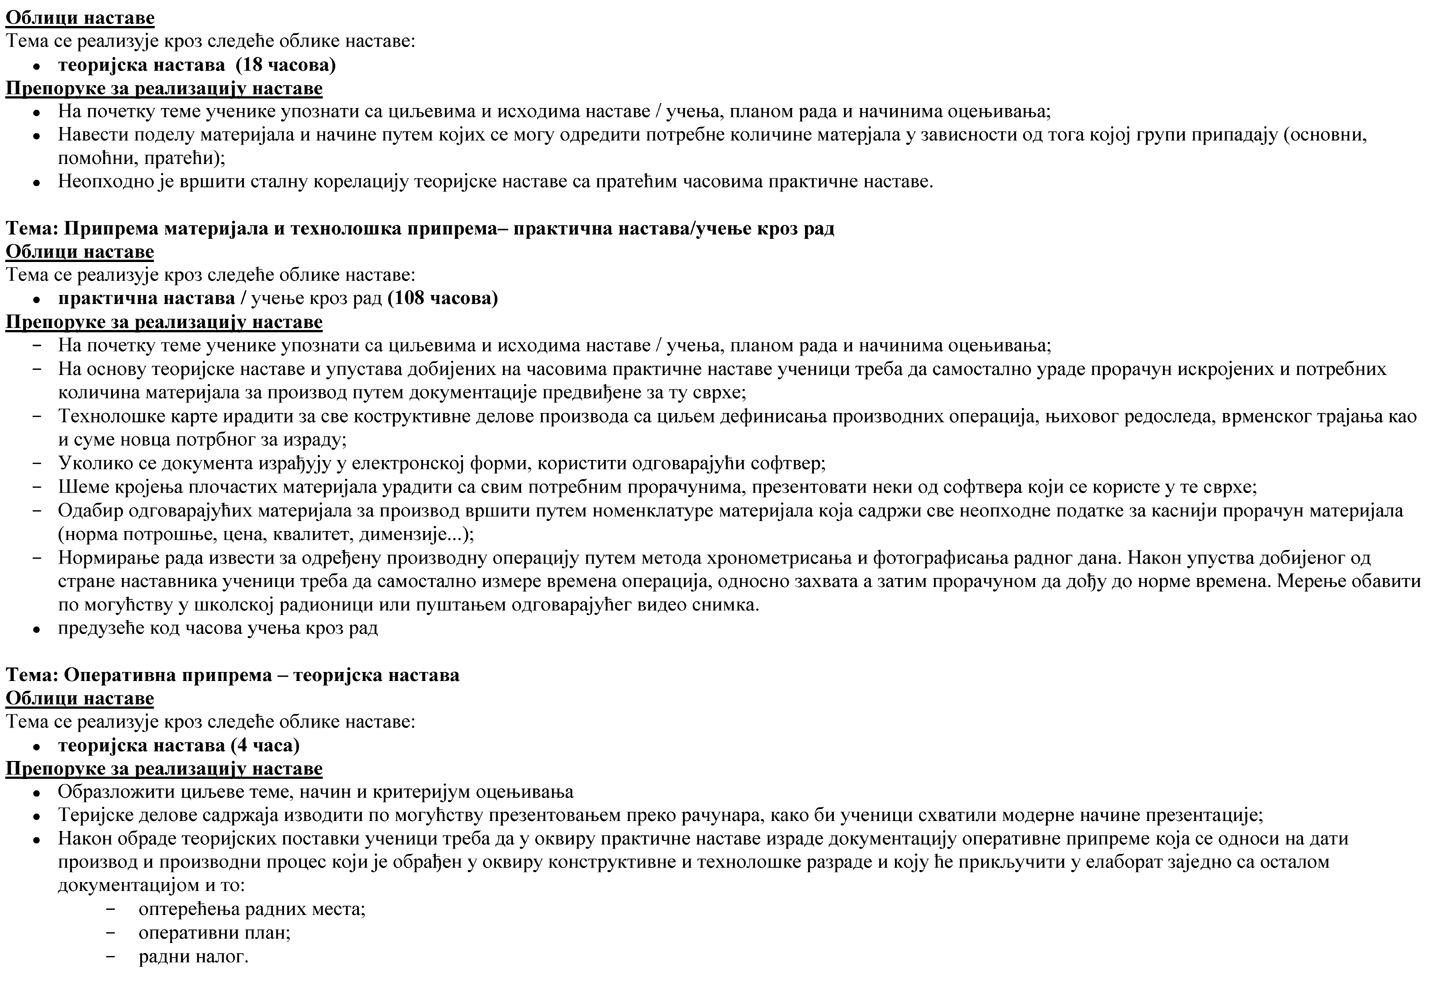 Облици наставе
Тема се реализује кроз следеће облике наставе:
• теоријска настава (18 часова)
Препоруке за реализацију наставе
• На почетку теме ученике упознати са циљевима и исходима наставе / учења, планом рада и начинима оцењивања;
• Навести поделу материјала и начине путем којих се могу одредити потребне количине матерјала у зависности од тога којој групи припадају (основни,
помоћни, пратећи);
• Неопходно је вршити сталну корелацију теоријске наставе са пратећим часовима практичне наставе.
Тема: Припрема материјала и технолошка припрема– практична настава/учење кроз рад
Облици наставе
Тема се реализује кроз следеће облике наставе:
• практична настава / учење кроз рад (108 часова)
Препоруке за реализацију наставе
− На почетку теме ученике упознати са циљевима и исходима наставе / учења, планом рада и начинима оцењивања;
− На основу теоријске наставе и упустава добијених на часовима практичне наставе ученици треба да самостално ураде прорачун искројених и потребних
количина материјала за производ путем документације предвиђене за ту сврхе;
− Технолошке карте ирадити за све коструктивне делове производа са циљем дефинисања производних операција, њиховог редоследа, врменског трајања као
и суме новца потрбног за израду;
− Уколико се документа израђују у електронској форми, користити одговарајући софтвер;
− Шеме кројења плочастих материјала урадити са свим потребним прорачунима, презентовати неки од софтвера који се користе у те сврхе;
− Одабир одговарајућих материјала за производ вршити путем номенклатуре материјала која садржи све неопходне податке за каснији прорачун материјала
(норма потрошње, цена, квалитет, димензије...);
− Нормирање рада извести за одређену производну операцију путем метода хронометрисања и фотографисања радног дана. Након упуства добијеног од
стране наставника ученици треба да самостално измере времена операција, односно захвата а затим прорачуном да дођу до норме времена. Мерење обавити
по могућству у школској радионици или пуштањем одговарајућег видео снимка.
• предузеће код часова учења кроз рад
Тема: Оперативна припрема – теоријска настава
Облици наставе
Тема се реализује кроз следеће облике наставе:
• теоријска настава (4 часа)
Препоруке за реализацију наставе
• Образложити циљеве теме, начин и критеријум оцењивања
• Теријске делове садржаја изводити по могућству презентовањем преко рачунара, како би ученици схватили модерне начине презентације;
• Након обраде теоријских поставки ученици треба да у оквиру практичне наставе израде документацију оперативне припреме која се односи на дати
производ и производни процес који је обрађен у оквиру конструктивне и технолошке разраде и коју ће прикључити у елаборат заједно са осталом
документацијом и то:
− оптерећења радних места;
− оперативни план;
− радни налог.